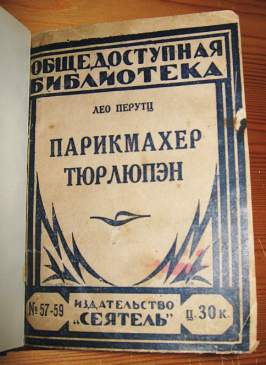 ОБЩЕДОСТУПНАЯ
БИБЛИОТЕКА
ЛЕО ПЕРУТЦ
ПАРИКМАХЕР
ТЮРЛЮПЭН
№ 57-59
ИЗДАТЕЛЬСТВО
"СЕЯТЕЛЬ"
Ц. 30 к.